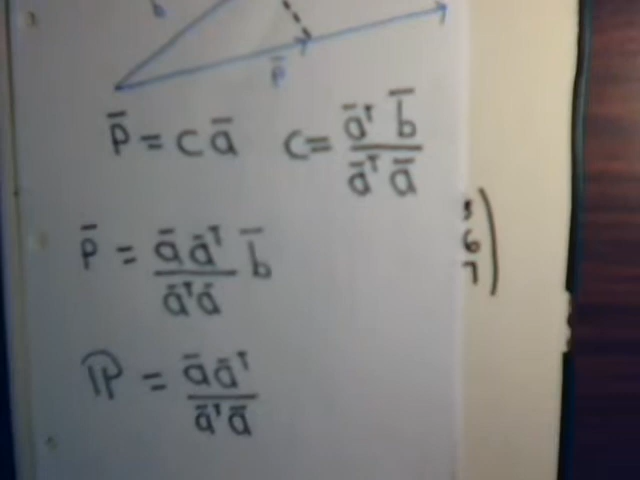 b
p̄
p̄ = c ā   c = āᵀ b̄ / āᵀ ā
p̄ = ā āᵀ / āᵀ ā b̄
ℙ = ā āᵀ / āᵀ ā
6
7